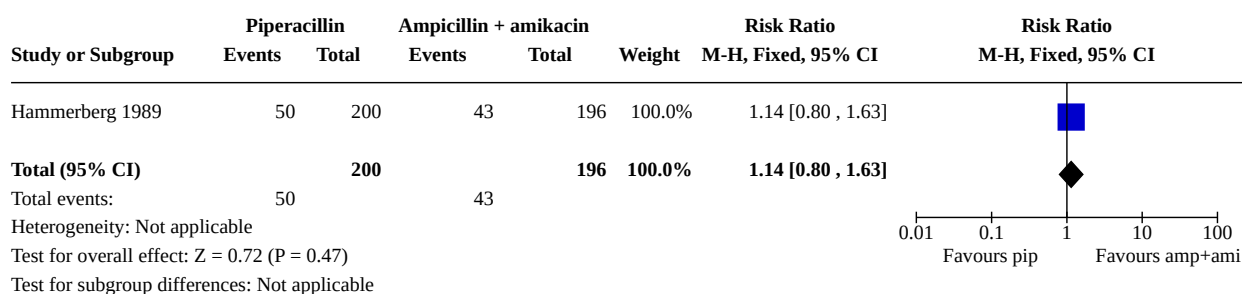 Piperacillin Ampicillin + amikacin Risk Ratio Risk Ratio
Study or Subgroup Events Total Events Total Weight M-H, Fixed, 95% CI M-H, Fixed, 95% CI
Hammerberg 1989 50 200 43 196 100.0% 1.14 [0.80 , 1.63]
Total (95% CI) 200 196 100.0% 1.14 [0.80 , 1.63]
Total events: 50 43
Heterogeneity: Not applicable
0.01 0.1 1 10 100
Test for overall effect: Z = 0.72 (P = 0.47) Favours pip Favours amp+ami
Test for subgroup differences: Not applicable